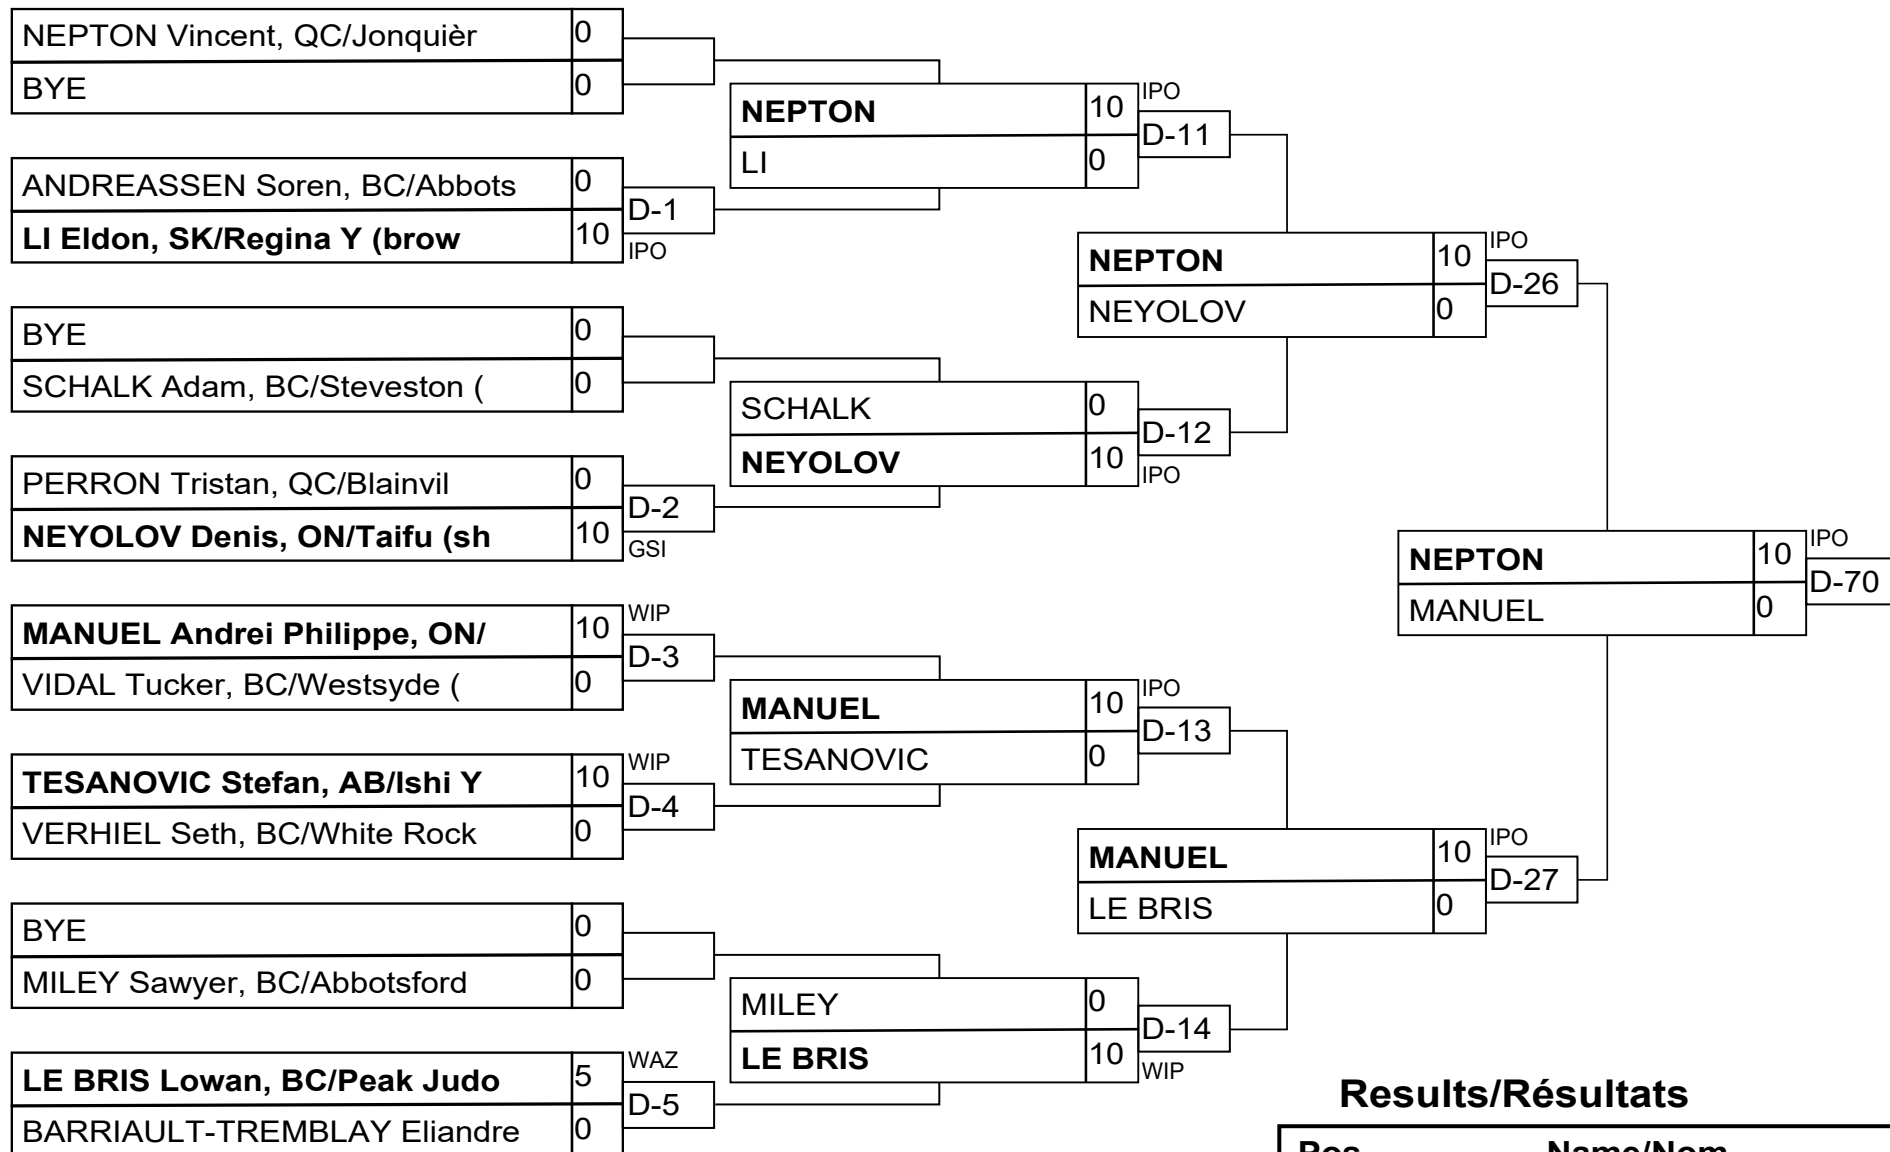 NEPTON Vincent, QC/Jonquièr 0
BYE 0
ANDREASSEN Soren, BC/Abbots 0
D-1
LI Eldon, SK/Regina Y (brow 10
IPO
BYE 0
SCHALK Adam, BC/Steveston ( 0
PERRON Tristan, QC/Blainvil 0
D-2
NEYOLOV Denis, ON/Taifu (sh 10
GSI
MANUEL Andrei Philippe, ON/ 10 WIP
D-3
VIDAL Tucker, BC/Westsyde ( 0
TESANOVIC Stefan, AB/Ishi Y 10 WIP
D-4
VERHIEL Seth, BC/White Rock 0
BYE 0
MILEY Sawyer, BC/Abbotsford 0
LE BRIS Lowan, BC/Peak Judo 5 WAZ
D-5
BARRIAULT-TREMBLAY Eliandre 0
NEPTON 10 IPO
D-11
LI 0
SCHALK 0
D-12
NEYOLOV 10
IPO
MANUEL 10 IPO
D-13
TESANOVIC 0
MILEY 0
D-14
LE BRIS 10
WIP
NEPTON 10 IPO
D-26
NEYOLOV 0
MANUEL 10 IPO
D-27
LE BRIS 0
NEPTON 10 IPO
D-70
MANUEL 0
Results/Résultats
Pos Name/Nom